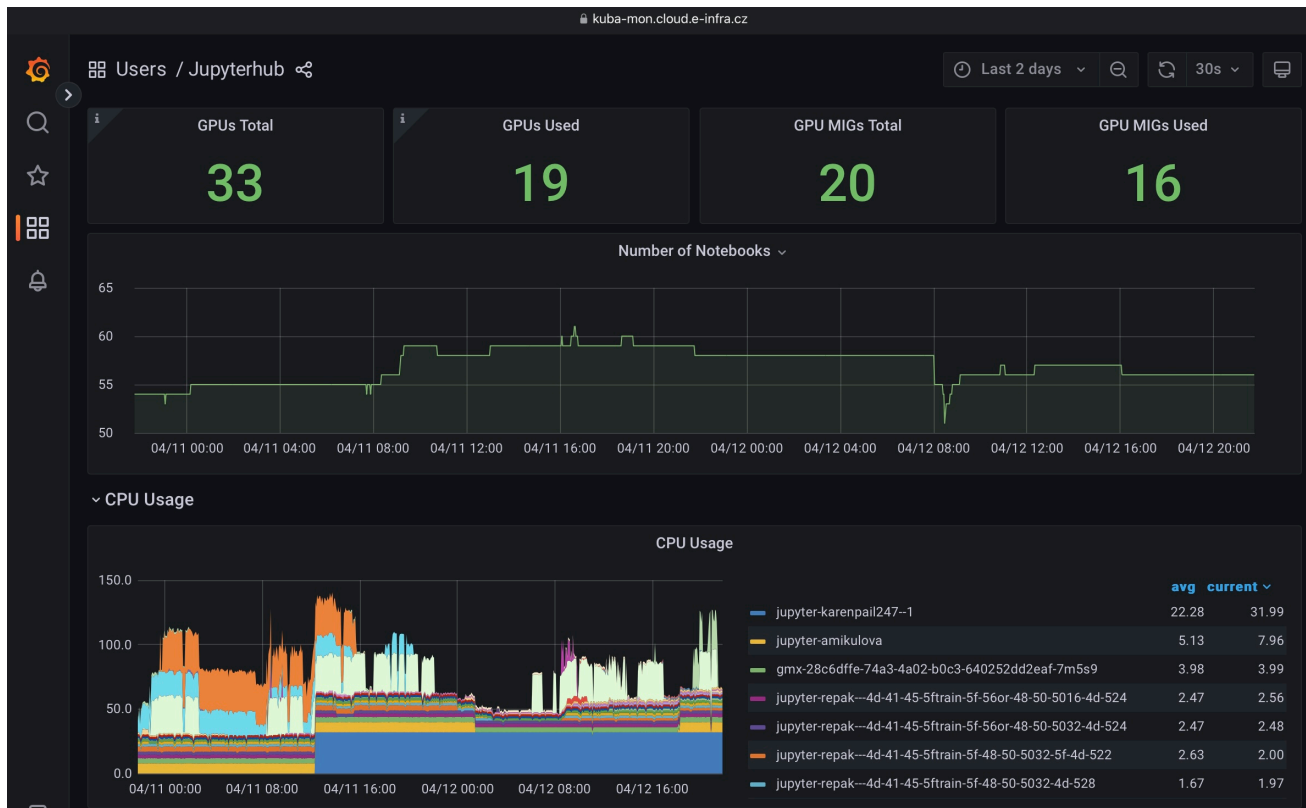 kuba-mon.cloud.e-infra.cz
Users / Jupyterhub
Last 2 days
30s
GPUs Total
GPUs Used
GPU MIGs Total
GPU MIGs Used
33
19
20
16
Number of Notebooks
65
60
55
50
04/11 00:00 04/11 04:00 04/11 08:00 04/11 12:00 04/11 16:00 04/11 20:00 04/12 00:00 04/12 04:00 04/12 08:00 04/12 12:00 04/12 16:00 04/12 20:00
CPU Usage
CPU Usage
150.0
100.0
50.0
0.0
04/11 00:00 04/11 08:00 04/11 16:00 04/12 00:00 04/12 08:00 04/12 16:00
avg current
jupyter-karenpail247--1 22.28 31.99
jupyter-amikulova 5.13 7.96
gmx-28c6dffe-74a3-4a02-b0c3-640252dd2eaf-7m5s9 3.98 3.99
jupyter-repak---4d-41-45-5ftrain-5f-56or-48-50-5016-4d-524 2.47 2.56
jupyter-repak---4d-41-45-5ftrain-5f-56or-48-50-5032-4d-524 2.47 2.48
jupyter-repak---4d-41-45-5ftrain-5f-48-50-5032-5f-4d-522 2.63 2.00
jupyter-repak---4d-41-45-5ftrain-5f-48-50-5032-4d-528 1.67 1.97